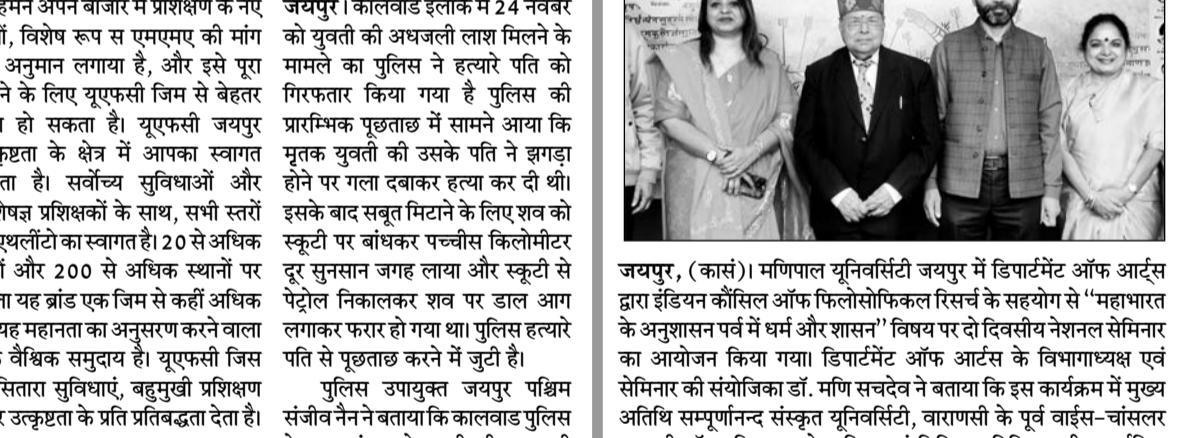 हमने अपने बाजार में प्रशिक्षण के नए
विशेष रूप स एमएमए की मांग
अनुमान लगाया है, और इसे पूरा
ने के लिए यूएफसी जिम से बेहतर
हो सकता है। यूएफसी जयपुर
कृष्टता के क्षेत्र में आपका स्वागत
ता है। सर्वोच्च सुविधाओं और
शेषज्ञ प्रशिक्षकों के साथ, सभी स्तरों
एथलींटो का स्वागत है। 20 से अधिक
और 200 से अधिक स्थानों पर
यह ब्रांड एक जिम से कहीं अधिक
यह महानता का अनुसरण करने वाला
वैश्विक समुदाय है। यूएफसी जिस
सितारा सुविधाएं, बहुमुखी प्रशिक्षण
उत्कृष्टता के प्रति प्रतिबद्धता देता है।
जयपुर। कालवाड इलाके में 24 नवंबर
को युवती की अधजली लाश मिलने के
मामले का पुलिस ने हत्यारे पति को
गिरफतार किया गया है पुलिस की
प्रारम्भिक पूछताछ में सामने आया कि
मृतक युवती की उसके पति ने झगड़ा
होने पर गला दबाकर हत्या कर दी थी।
इसके बाद सबूत मिटाने के लिए शव को
स्कूटी पर बांधकर पच्चीस किलोमीटर
दूर सुनसान जगह लाया और स्कूटी से
पेट्रोल निकालकर शव पर डाल आग
लगाकर फरार हो गया था। पुलिस हत्यारे
पति से पूछताछ करने में जुटी है।
पुलिस उपायुक्त जयपुर पश्चिम
संजीव नैन ने बताया कि कालवाड पुलिस
जयपुर, (कासं)। मणिपाल यूनिवर्सिटी जयपुर में डिपार्टमेंट ऑफ आर्ट्स
द्वारा इंडियन कौंसिल ऑफ फिलोसोफिकल रिसर्च के सहयोग से “महाभारत
के अनुशासन पर्व में धर्म और शासन” विषय पर दो दिवसीय नेशनल सेमिनार
का आयोजन किया गया। डिपार्टमेंट ऑफ आर्टस के विभागाध्यक्ष एवं
सेमिनार की संयोजिका डॉ. मणि सचदेव ने बताया कि इस कार्यक्रम में मुख्य
अतिथि सम्पूर्णानन्द संस्कृत यूनिवर्सिटी, वाराणसी के पूर्व वाईस-चांसलर